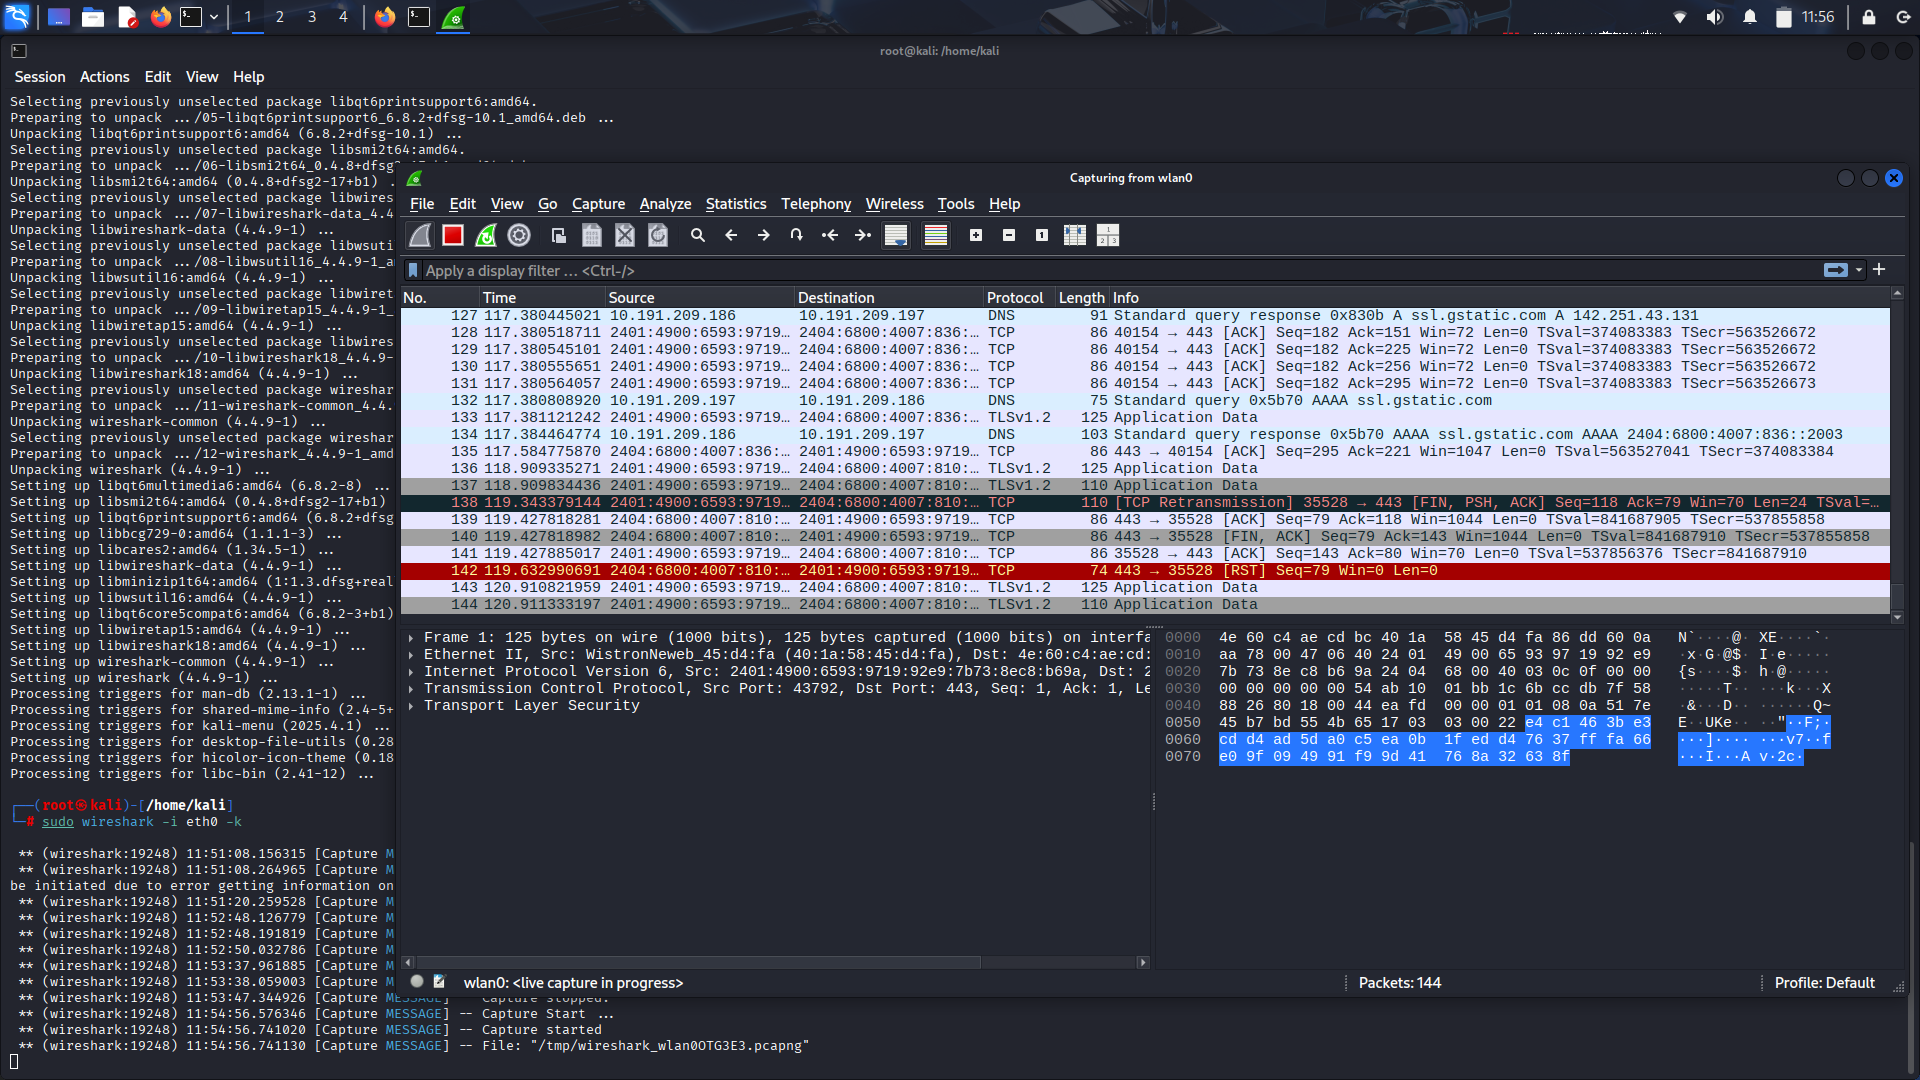 1 2 3 4
11:56
root@kali: /home/kali
Session Actions Edit View Help
Selecting previously unselected package libqt6printsupport6:amd64.
Preparing to unpack .../05-libqt6printsupport6_6.8.2+dfsg-10.1_amd64.deb ...
Unpacking libqt6printsupport6:amd64 (6.8.2+dfsg-10.1) ...
Selecting previously unselected package libsmi2t64:amd64.
Preparing to unpack .../06-libsmi2t64_0.4.8+dfsg
Unpacking libsmi2t64:amd64 (0.4.8+dfsg2-17+b1) .
Selecting previously unselected package libwires
Preparing to unpack .../07-libwireshark-data_4.4
Unpacking libwireshark-data (4.4.9-1) ...
Selecting previously unselected package libwsuti
Preparing to unpack .../08-libwsutil16_4.4.9-1_a
Unpacking libwsutil16:amd64 (4.4.9-1) ...
Selecting previously unselected package libwiret
Preparing to unpack .../09-libwiretap15_4.4.9-1_
Unpacking libwiretap15:amd64 (4.4.9-1) ...
Selecting previously unselected package libwires
Preparing to unpack .../10-libwireshark18_4.4.9-
Unpacking libwireshark18:amd64 (4.4.9-1) ...
Selecting previously unselected package wireshar
Preparing to unpack .../11-wireshark-common_4.4.
Unpacking wireshark-common (4.4.9-1) ...
Selecting previously unselected package wireshar
Preparing to unpack .../12-wireshark_4.4.9-1_amd
Unpacking wireshark (4.4.9-1) ...
Setting up libqt6multimedia6:amd64 (6.8.2-8) ...
Setting up libsmi2t64:amd64 (0.4.8+dfsg2-17+b1)
Setting up libqt6printsupport6:amd64 (6.8.2+dfsg
Setting up libbcg729-0:amd64 (1.1.1-3) ...
Setting up libcares2:amd64 (1.34.5-1) ...
Setting up libwireshark-data (4.4.9-1) ...
Setting up libminizip1t64:amd64 (1:1.3.dfsg+real
Setting up libwsutil16:amd64 (4.4.9-1) ...
Setting up libqt6core5compat6:amd64 (6.8.2-3+b1)
Setting up libwiretap15:amd64 (4.4.9-1) ...
Setting up libwireshark18:amd64 (4.4.9-1) ...
Setting up wireshark-common (4.4.9-1) ...
Setting up wireshark (4.4.9-1) ...
Processing triggers for man-db (2.13.1-1) ...
Processing triggers for shared-mime-info (2.4-5+
Processing triggers for kali-menu (2025.4.1) ...
Processing triggers for desktop-file-utils (0.28
Processing triggers for hicolor-icon-theme (0.18
Processing triggers for libc-bin (2.41-12) ...
┌──(root㉿kali)-[/home/kali]
└─# sudo wireshark -i eth0 -k
** (wireshark:19248) 11:51:08.156315 [Capture M
** (wireshark:19248) 11:51:08.264965 [Capture M
be initiated due to error getting information on
** (wireshark:19248) 11:51:20.259528 [Capture M
** (wireshark:19248) 11:52:48.126779 [Capture M
** (wireshark:19248) 11:52:48.191819 [Capture M
** (wireshark:19248) 11:52:50.032786 [Capture M
** (wireshark:19248) 11:53:37.961885 [Capture M
** (wireshark:19248) 11:53:38.059003 [Capture M
** (wireshark:19248) 11:53:47.344926 [Capture MESSAGE] -- Capture stopped.
** (wireshark:19248) 11:54:56.576346 [Capture MESSAGE] -- Capture Start ...
** (wireshark:19248) 11:54:56.741020 [Capture MESSAGE] -- Capture started
** (wireshark:19248) 11:54:56.741130 [Capture MESSAGE] -- File: "/tmp/wireshark_wlan0OTG3E3.pcapng"
Capturing from wlan0
File Edit View Go Capture Analyze Statistics Telephony Wireless Tools Help
Apply a display filter ... <Ctrl-/>
No. Time Source Destination Protocol Length Info
127 117.380445021 10.191.209.186 10.191.209.197 DNS 91 Standard query response 0x830b A ssl.gstatic.com A 142.251.43.131
128 117.380518711 2401:4900:6593:9719… 2404:6800:4007:836:… TCP 86 40154 → 443 [ACK] Seq=182 Ack=151 Win=72 Len=0 TSval=374083383 TSecr=563526672
129 117.380545101 2401:4900:6593:9719… 2404:6800:4007:836:… TCP 86 40154 → 443 [ACK] Seq=182 Ack=225 Win=72 Len=0 TSval=374083383 TSecr=563526672
130 117.380555651 2401:4900:6593:9719… 2404:6800:4007:836:… TCP 86 40154 → 443 [ACK] Seq=182 Ack=256 Win=72 Len=0 TSval=374083383 TSecr=563526672
131 117.380564057 2401:4900:6593:9719… 2404:6800:4007:836:… TCP 86 40154 → 443 [ACK] Seq=182 Ack=295 Win=72 Len=0 TSval=374083383 TSecr=563526673
132 117.380808920 10.191.209.197 10.191.209.186 DNS 75 Standard query 0x5b70 AAAA ssl.gstatic.com
133 117.381121242 2401:4900:6593:9719… 2404:6800:4007:836:… TLSv1.2 125 Application Data
134 117.384464774 10.191.209.186 10.191.209.197 DNS 103 Standard query response 0x5b70 AAAA ssl.gstatic.com AAAA 2404:6800:4007:836::2003
135 117.584775870 2404:6800:4007:836:… 2401:4900:6593:9719… TCP 86 443 → 40154 [ACK] Seq=295 Ack=221 Win=1047 Len=0 TSval=563527041 TSecr=374083384
136 118.909335271 2401:4900:6593:9719… 2404:6800:4007:810:… TLSv1.2 125 Application Data
137 118.909834436 2401:4900:6593:9719… 2404:6800:4007:810:… TLSv1.2 110 Application Data
138 119.343379144 2401:4900:6593:9719… 2404:6800:4007:810:… TCP 110 [TCP Retransmission] 35528 → 443 [FIN, PSH, ACK] Seq=118 Ack=79 Win=70 Len=24 TSval=…
139 119.427818281 2404:6800:4007:810:… 2401:4900:6593:9719… TCP 86 443 → 35528 [ACK] Seq=79 Ack=118 Win=1044 Len=0 TSval=841687905 TSecr=537855858
140 119.427818982 2404:6800:4007:810:… 2401:4900:6593:9719… TCP 86 443 → 35528 [FIN, ACK] Seq=79 Ack=143 Win=1044 Len=0 TSval=841687910 TSecr=537855858
141 119.427885017 2401:4900:6593:9719… 2404:6800:4007:810:… TCP 86 35528 → 443 [ACK] Seq=143 Ack=80 Win=70 Len=0 TSval=537856376 TSecr=841687910
142 119.632990691 2404:6800:4007:810:… 2401:4900:6593:9719… TCP 74 443 → 35528 [RST] Seq=79 Win=0 Len=0
143 120.910821959 2401:4900:6593:9719… 2404:6800:4007:810:… TLSv1.2 125 Application Data
144 120.911333197 2401:4900:6593:9719… 2404:6800:4007:810:… TLSv1.2 110 Application Data
Frame 1: 125 bytes on wire (1000 bits), 125 bytes captured (1000 bits) on interfa
Ethernet II, Src: WistronNeweb_45:d4:fa (40:1a:58:45:d4:fa), Dst: 4e:60:c4:ae:cd:
Internet Protocol Version 6, Src: 2401:4900:6593:9719:92e9:7b73:8ec8:b69a, Dst: 2
Transmission Control Protocol, Src Port: 43792, Dst Port: 443, Seq: 1, Ack: 1, Le
Transport Layer Security
0000 4e 60 c4 ae cd bc 40 1a 58 45 d4 fa 86 dd 60 0a N`····@· XE····`·
0010 aa 78 00 47 06 40 24 01 49 00 65 93 97 19 92 e9 ·x·G·@$· I·e·····
0020 7b 73 8e c8 b6 9a 24 04 68 00 40 03 0c 0f 00 00 {s····$· h·@·····
0030 00 00 00 00 00 54 ab 10 01 bb 1c 6b cc db 7f 58 ·····T·· ···k···X
0040 88 26 80 18 00 44 ea fd 00 00 01 01 08 0a 51 7e ·&···D·· ······Q~
0050 45 b7 bd 55 4b 65 17 03 03 00 22 e4 c1 46 3b e3 E··UKe·· ··"··F;·
0060 cd d4 ad 5d a0 c5 ea 0b 1f ed d4 76 37 ff fa 66 ···]···· ···v7··f
0070 e0 9f 09 49 91 f9 9d 41 76 8a 32 63 8f ···I···A v·2c·
wlan0: <live capture in progress>
Packets: 144
Profile: Default